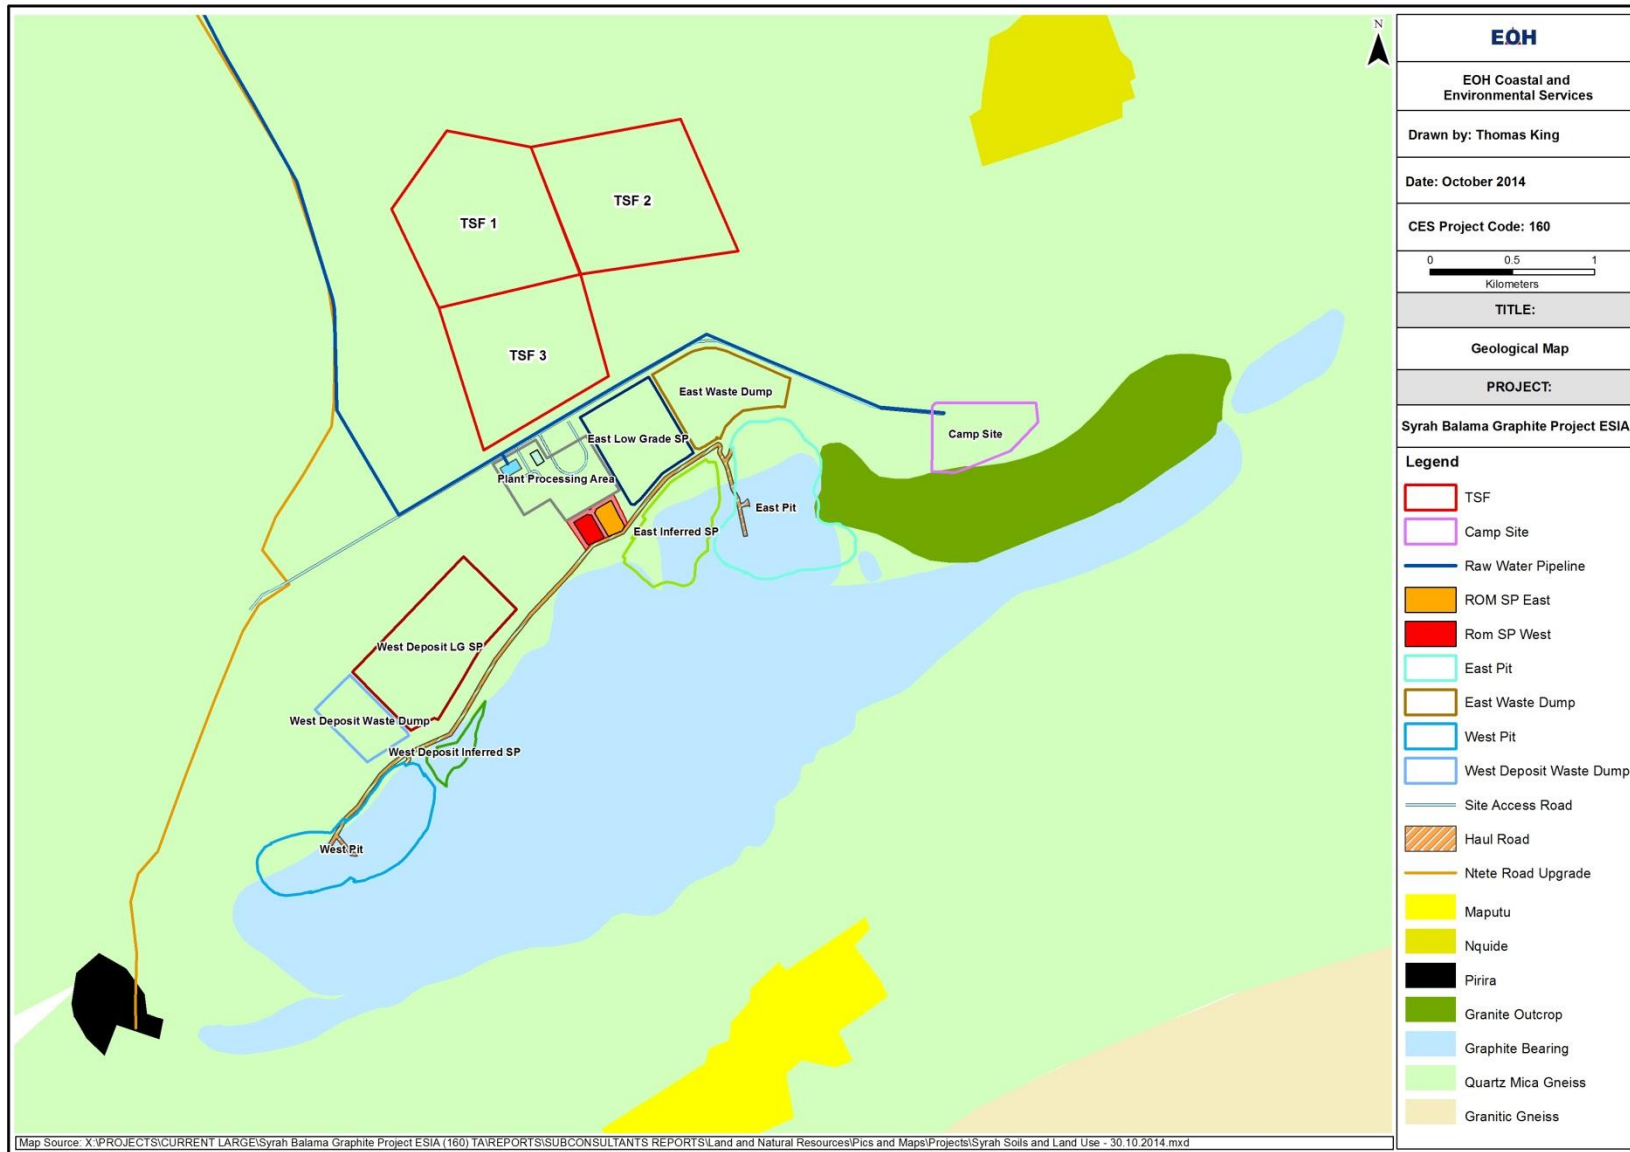 N
TSF 1
TSF 2
TSF 3
East Waste Dump
East Low Grade SP
Camp Site
Plant Processing Area
East Pit
East Inferred SP
West Deposit LG SP
West Deposit Waste Dump
West Deposit Inferred SP
West Pit
Map Source: X:\PROJECTS\CURRENT LARGE\Syrah Balama Graphite Project ESIA (160) TA\REPORTS\SUBCONSULTANTS REPORTS\Land and Natural Resources\Pics and Maps\Projects\Syrah Soils and Land Use - 30.10.2014.mxd
EOH
EOH Coastal and
Environmental Services
Drawn by: Thomas King
Date: October 2014
CES Project Code: 160
0 0.5 1
Kilometers
TITLE:
Geological Map
PROJECT:
Syrah Balama Graphite Project ESIA
Legend
TSF
Camp Site
Raw Water Pipeline
ROM SP East
Rom SP West
East Pit
East Waste Dump
West Pit
West Deposit Waste Dump
Site Access Road
Haul Road
Ntete Road Upgrade
Maputu
Nquide
Pirira
Granite Outcrop
Graphite Bearing
Quartz Mica Gneiss
Granitic Gneiss